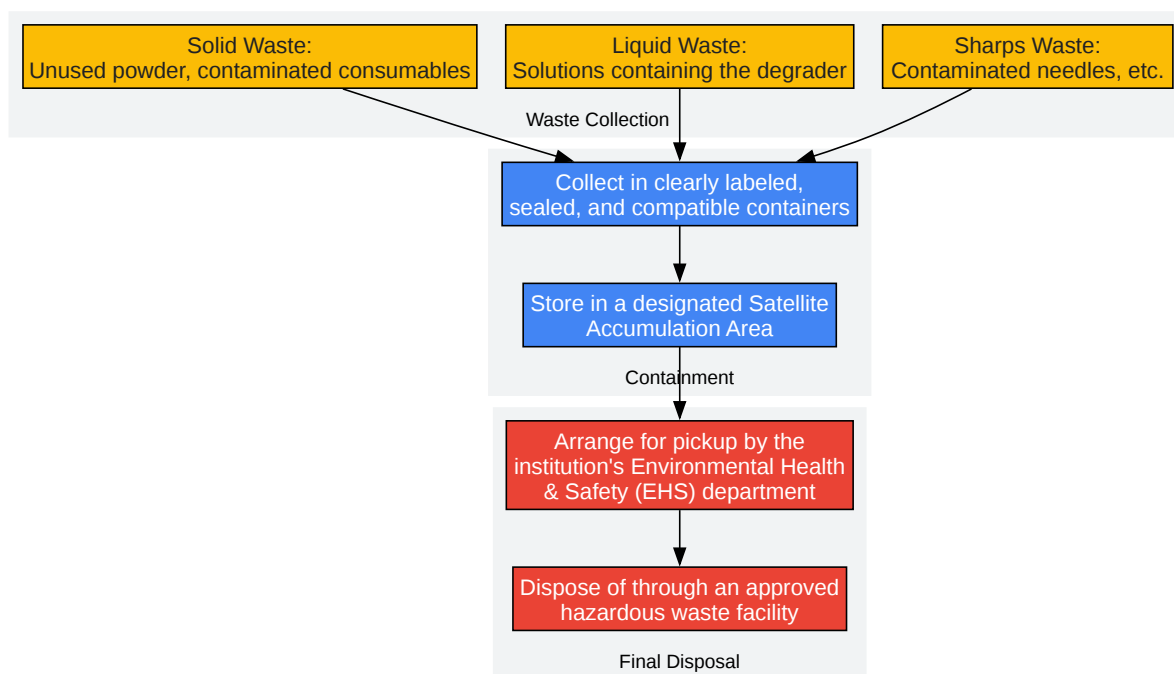 Solid Waste:
Unused powder, contaminated consumables
Liquid Waste:
Solutions containing the degrader
Sharps Waste:
Contaminated needles, etc.
Waste Collection
Collect in clearly labeled,
sealed, and compatible containers
Store in a designated Satellite
Accumulation Area
Containment
Arrange for pickup by the
institution's Environmental Health
& Safety (EHS) department
Dispose of through an approved
hazardous waste facility
Final Disposal